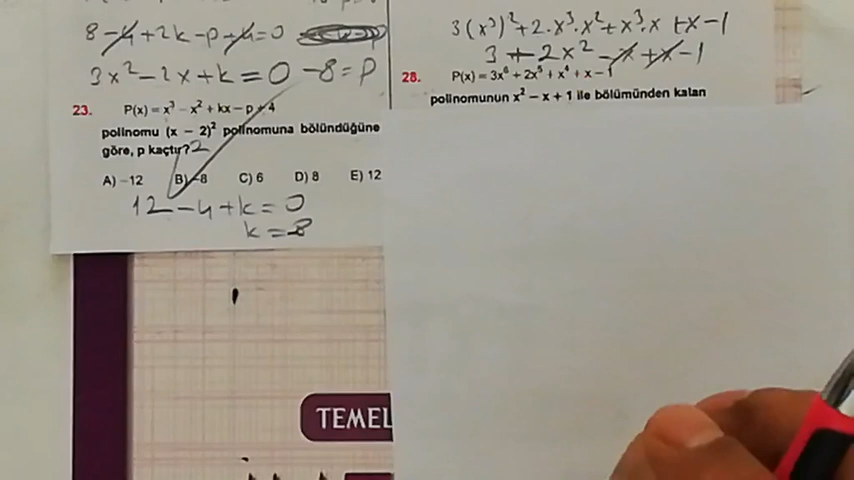 8-4+2k-p+4=0
3x²-2x+k=0 -8=p
23. P(x) = x³ - x² + kx - p + 4
polinomu (x - 2)² polinomuna bölündüğüne
göre, p kaçtır? 2
A) -12 B) -8 C) 6 D) 8 E) 12
12-4+k=0
k=-8
3(x³)²+2.x³.x²+x³.x+x-1
3+2x²-x+x-1
28. P(x) = 3x⁶ + 2x⁵ + x⁴ + x - 1
polinomunun x² - x + 1 ile bölümünden kalan
TEMEL